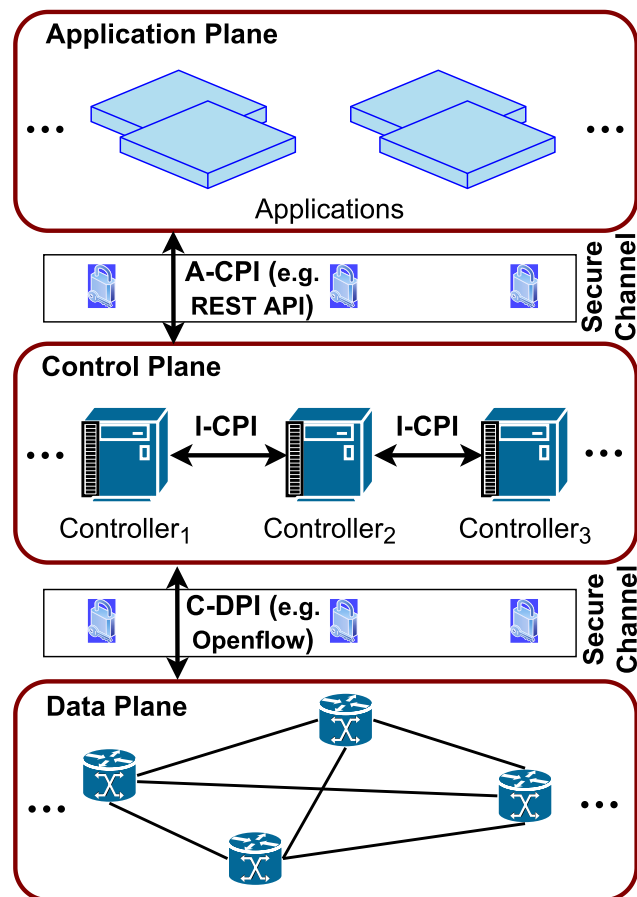 Application Plane
... ...
Applications
A-CPI (e.g.
REST API)
Secure
Channel
Control Plane
I-CPI I-CPI
... ...
Controller₁ Controller₂ Controller₃
C-DPI (e.g.
Openflow)
Secure
Channel
Data Plane
... ...